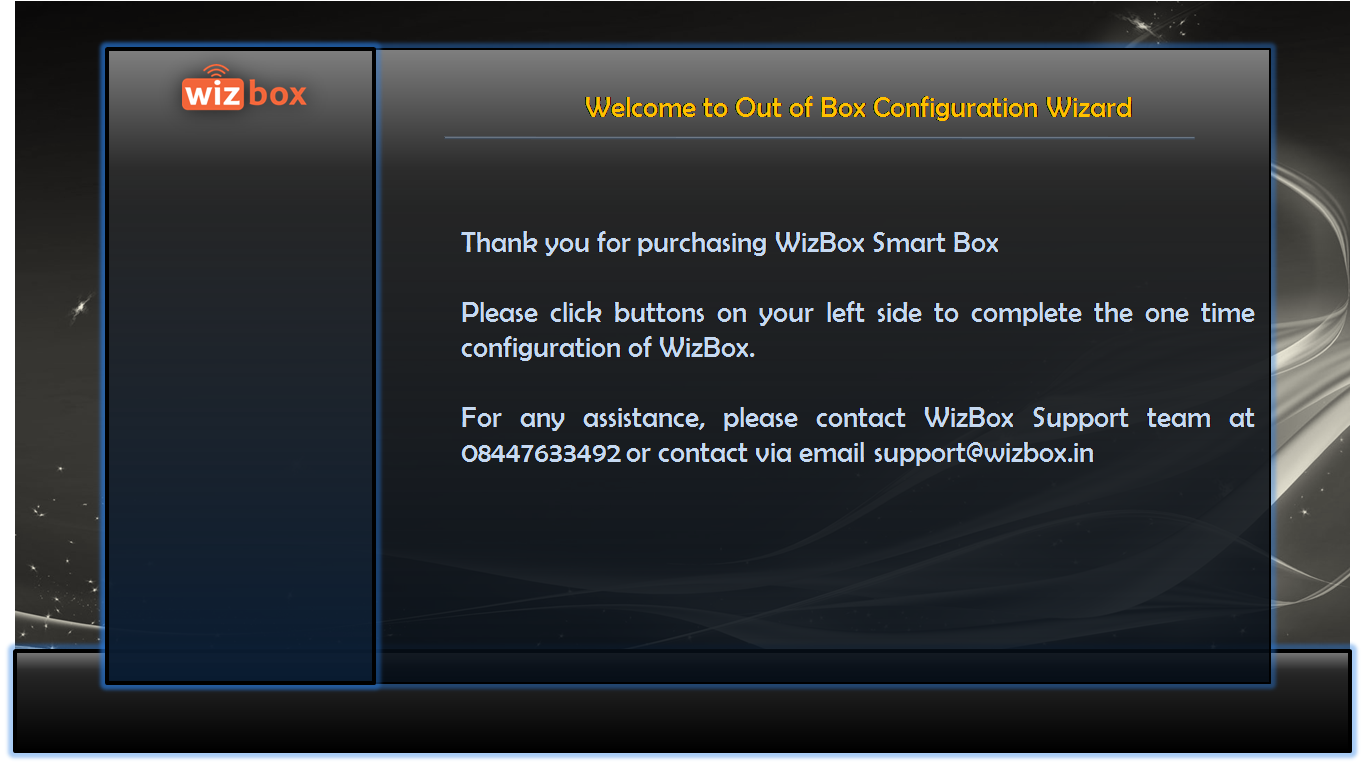 wiz box
Welcome to Out of Box Configuration Wizard
Thank you for purchasing WizBox Smart Box
Please click buttons on your left side to complete the one time
configuration of WizBox.
For any assistance, please contact WizBox Support team at
08447633492 or contact via email support@wizbox.in